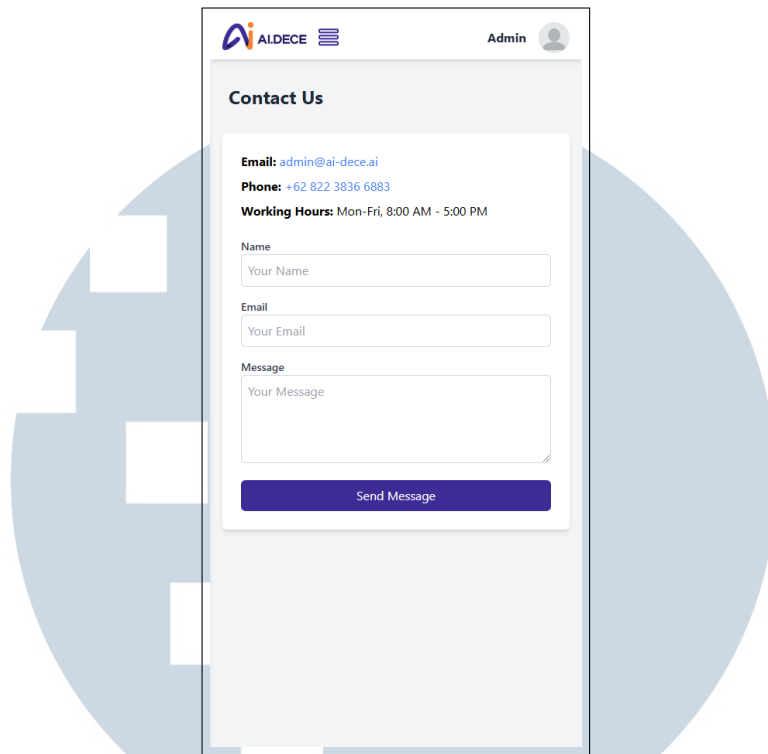 Ai AI.DECE Admin
Contact Us
Email: admin@ai-dece.ai
Phone: +62 822 3836 6883
Working Hours: Mon-Fri, 8:00 AM - 5:00 PM
Name
Your Name
Email
Your Email
Message
Your Message
Send Message